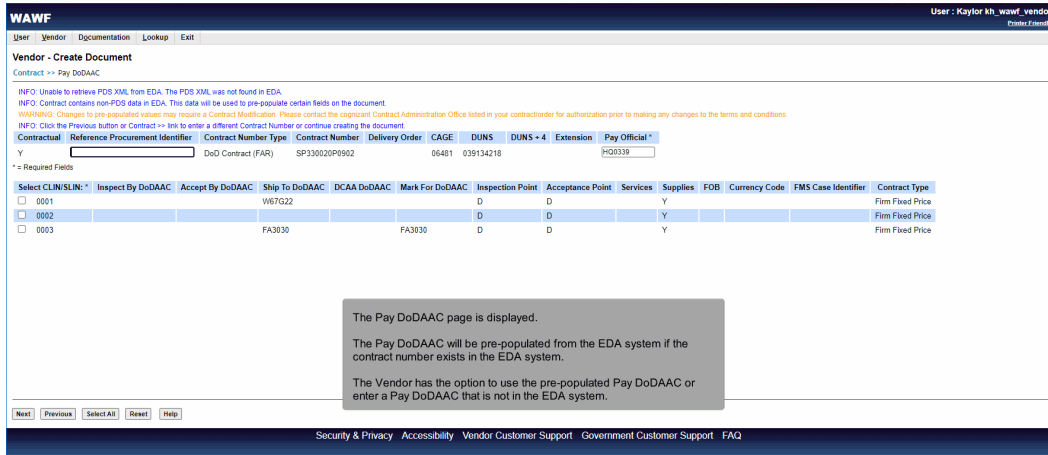 User : Kaylor kh_wawf_vendo
WAWF
Printer Friendl
User Vendor Documentation Lookup Exit
Vendor - Create Document
Contract >> Pay DoDAAC
INFO: Unable to retrieve PDS XML from EDA. The PDS XML was not found in EDA.
INFO: Contract contains non-PDS data in EDA. This data will be used to pre-populate certain fields on the document.
WARNING: Changes to pre-populated values may require a Contract Modification. Please contact the cognizant Contract Administration Office listed in your contract/order for authorization prior to making any changes to the terms and conditions.
INFO: Click the Previous button or Contract >> link to enter a different Contract Number or continue creating the document.
Contractual Reference Procurement Identifier Contract Number Type Contract Number Delivery Order CAGE DUNS DUNS + 4 Extension Pay Official *
Y DoD Contract (FAR) SP330020P0902 06481 039134218 HQ0339
* = Required Fields
Select CLIN/SLIN: * Inspect By DoDAAC Accept By DoDAAC Ship To DoDAAC DCAA DoDAAC Mark For DoDAAC Inspection Point Acceptance Point Services Supplies FOB Currency Code FMS Case Identifier Contract Type
0001 W67G22 D D Y Firm Fixed Price
0002 D D Y Firm Fixed Price
0003 FA3030 FA3030 D D Y Firm Fixed Price
The Pay DoDAAC page is displayed.
The Pay DoDAAC will be pre-populated from the EDA system if the
contract number exists in the EDA system.
The Vendor has the option to use the pre-populated Pay DoDAAC or
enter a Pay DoDAAC that is not in the EDA system.
Next Previous Select All Reset Help
Security & Privacy Accessibility Vendor Customer Support Government Customer Support FAQ